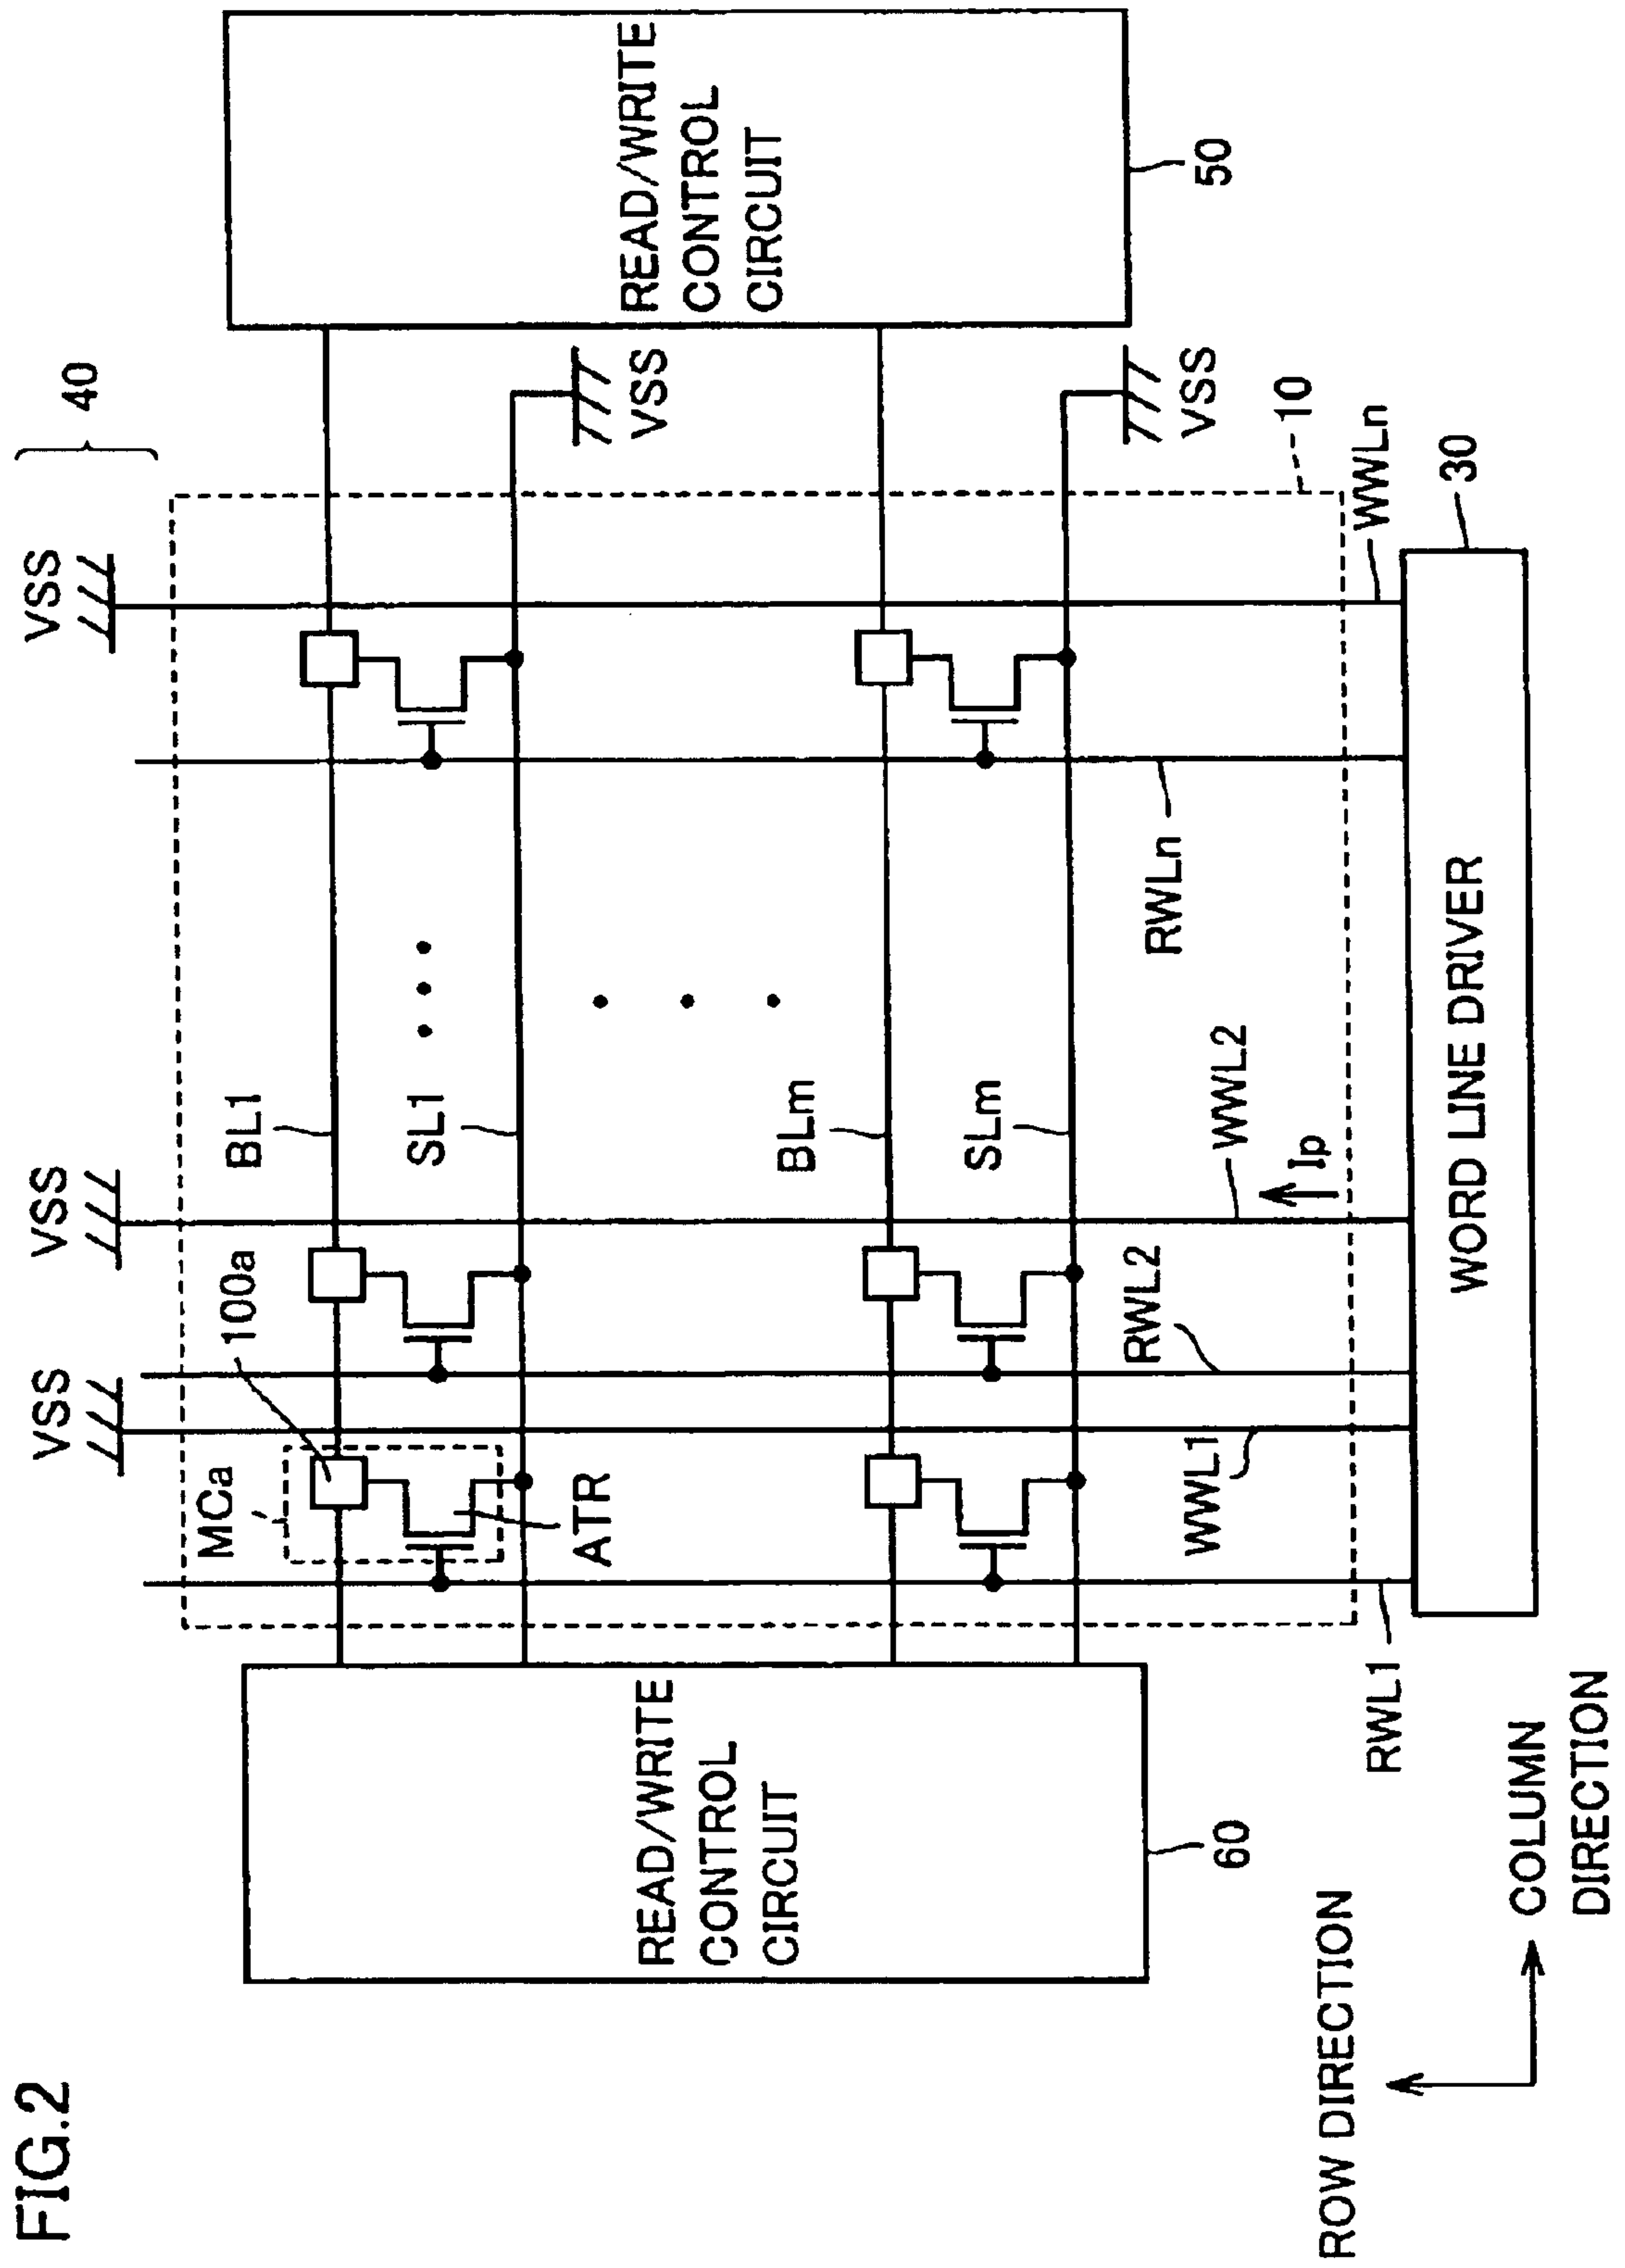 FIG.2
40
VSS
VSS
VSS
READ/WRITE
CONTROL
CIRCUIT
60
READ/WRITE
CONTROL
CIRCUIT
50
MCa
100a
ATR
BL1
SL1
BLm
SLm
VSS
VSS
10
RWL1
WWL1
RWL2
WWL2
Ip
RWLn
WWLn
WORD LINE DRIVER
30
ROW DIRECTION
COLUMN
DIRECTION